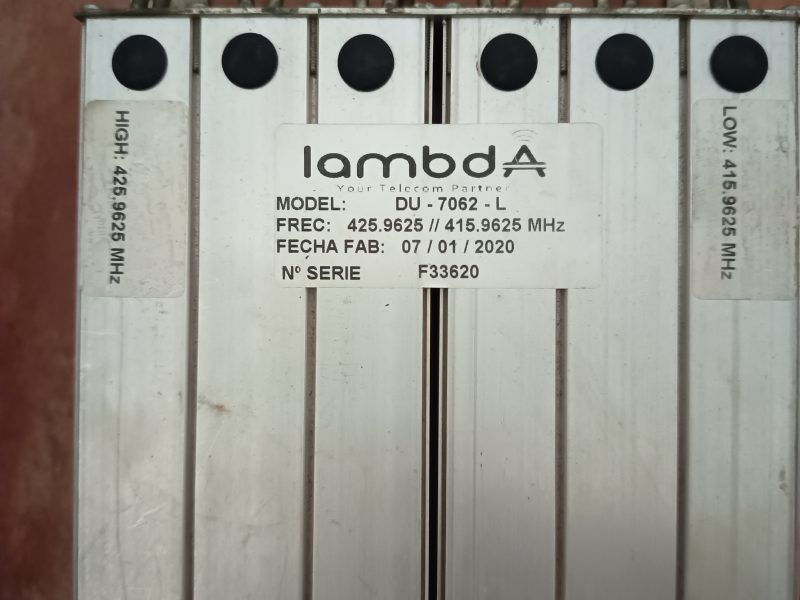 HIGH: 425.9625 MHz
lambdA
Your Telecom Partner
MODEL: DU - 7062 - L
FREC: 425.9625 // 415.9625 MHz
FECHA FAB: 07 / 01 / 2020
Nº SERIE F33620
LOW: 415.9625 MHz